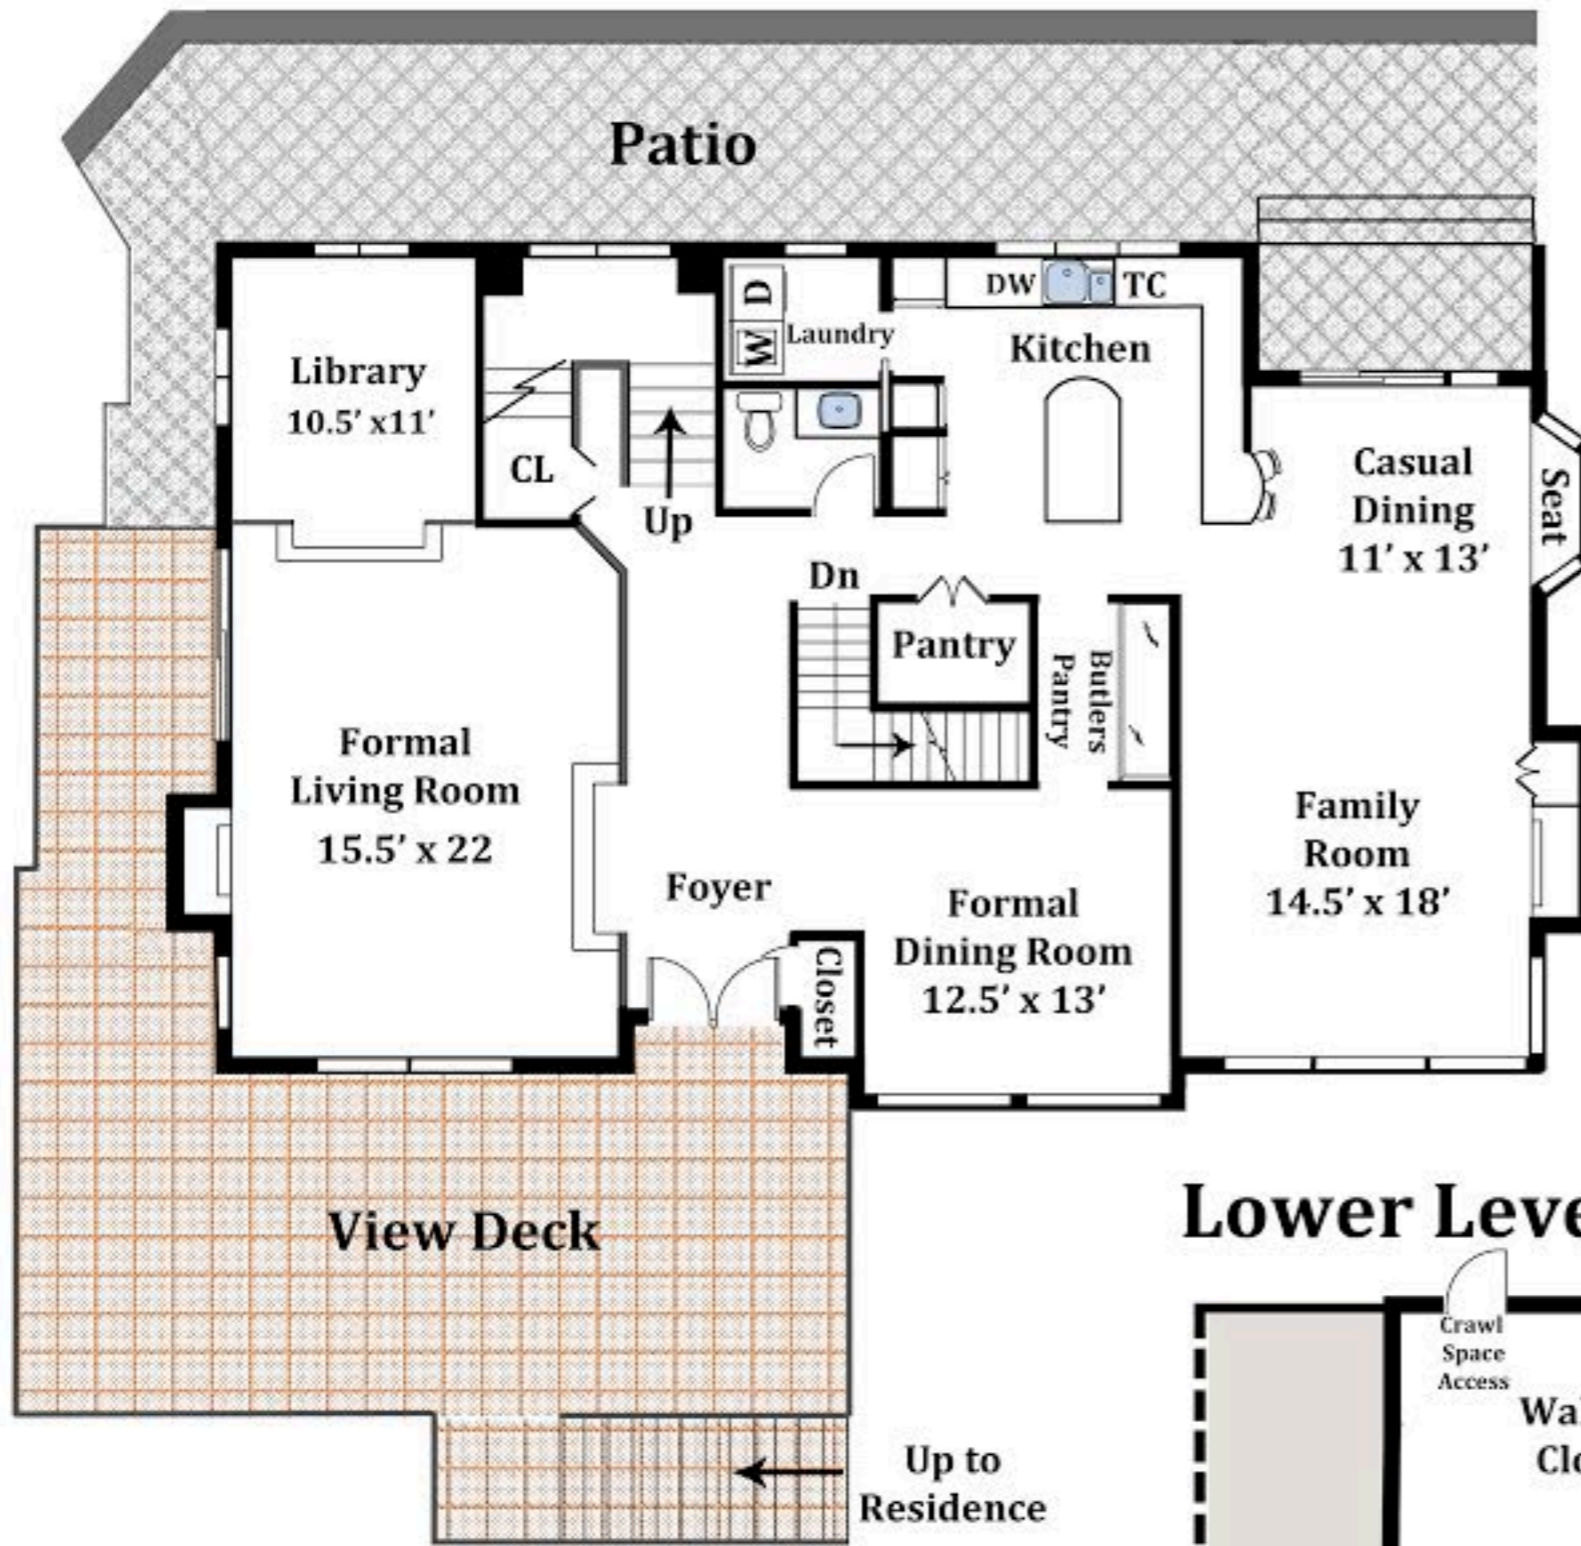 Patio
DW
TC
D
W
Laundry
Kitchen
Library
10.5’ x11’
CL
Up
Casual
Dining
11’ x 13’
Seat
Dn
Pantry
Butlers
Pantry
Formal
Living Room
15.5’ x 22
Family
Room
14.5’ x 18’
Foyer
Formal
Dining Room
12.5’ x 13’
Closet
View Deck
Lower Leve
Crawl
Space
Access
Up to
Residence